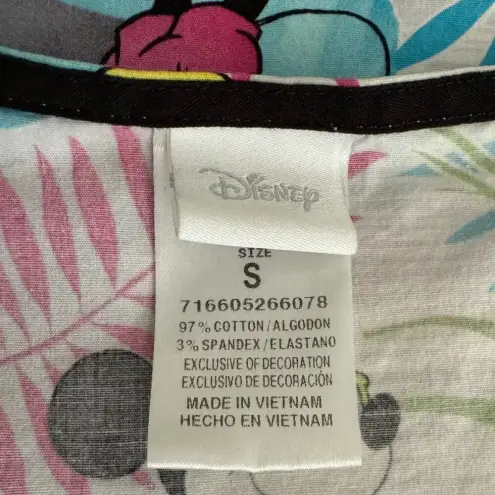 Disney
SIZE
S
716605266078
97% COTTON/ALGODON
3% SPANDEX/ELASTANO
EXCLUSIVE OF DECORATION
EXCLUSIVO DE DECORACIÓN
MADE IN VIETNAM
HECHO EN VIETNAM